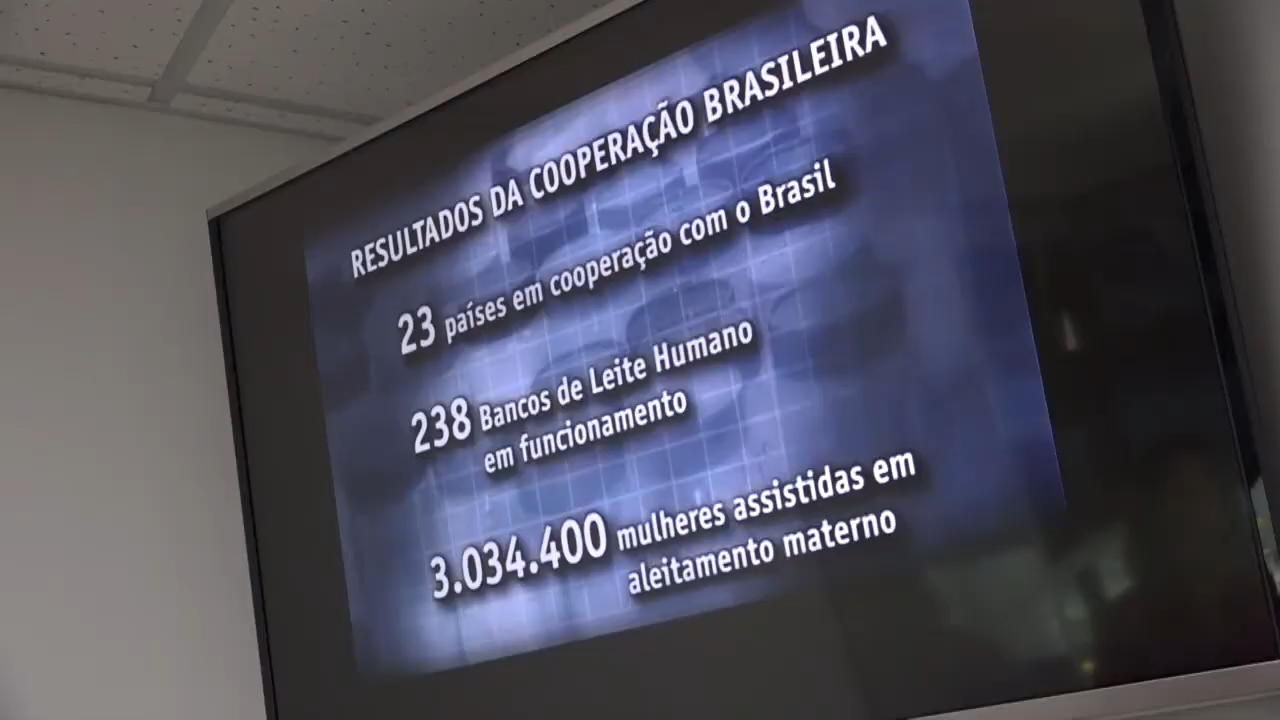 RESULTADOS DA COOPERAÇÃO BRASILEIRA
23 países em cooperação com o Brasil
238 Bancos de Leite Humano
em funcionamento
3.034.400 mulheres assistidas em
aleitamento materno